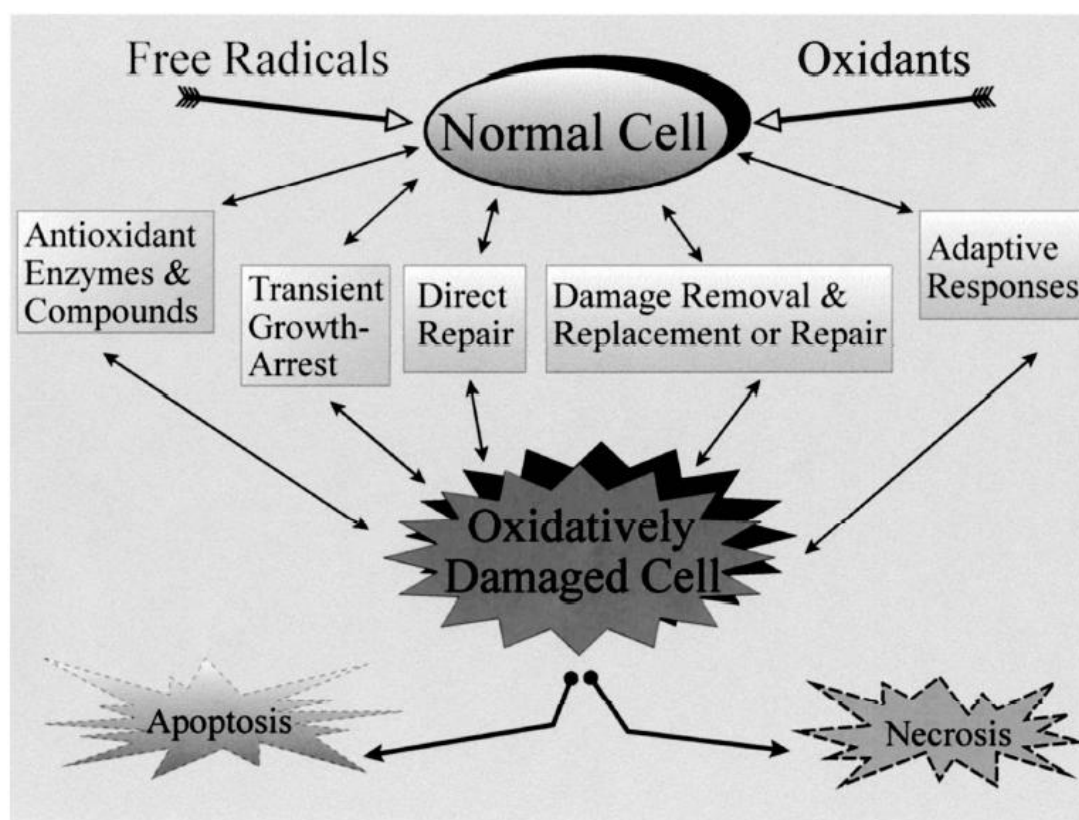 Free Radicals
Oxidants
Normal Cell
Antioxidant
Enzymes &
Compounds
Transient
Growth-
Arrest
Direct
Repair
Damage Removal &
Replacement or Repair
Adaptive
Responses
Oxidatively
Damaged Cell
Apoptosis
Necrosis